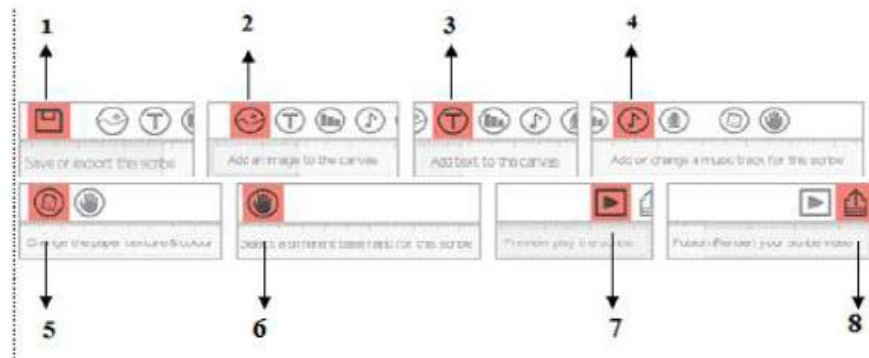 1 2 3 4
Save or export this scribe
Add an image to the canvas
Add text to the canvas
Add or change a music track for this scribe
Change the paper texture & colour
Select a different base hand for this scribe
Preview play the scribe
Publish (Render) your scribe video
5 6 7 8